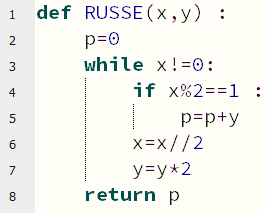 1 def RUSSE(x,y) :
2     p=0
3     while x!=0:
4         if x%2==1 :
5             p=p+y
6         x=x//2
7         y=y*2
8     return p